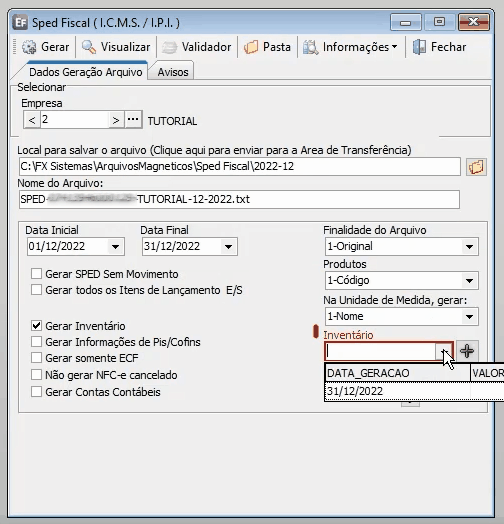 EF Sped Fiscal ( I.C.M.S. / I.P.I. )
Gerar Visualizar Validador Pasta Informações Fechar
Dados Geração Arquivo Avisos
Selecionar
Empresa
< 2 > ... TUTORIAL
Local para salvar o arquivo (Clique aqui para enviar para a Area de Transferência)
C:\FX Sistemas\ArquivosMagneticos\Sped Fiscal\2022-12
Nome do Arquivo:
SPED- -TUTORIAL-12-2022.txt
Data Inicial Data Final Finalidade do Arquivo
01/12/2022 31/12/2022 1-Original
Gerar SPED Sem Movimento Produtos
Gerar todos os Itens de Lançamento E/S 1-Código
Na Unidade de Medida, gerar:
1-Nome
Gerar Inventário
Gerar Informações de Pis/Cofins Inventário
Gerar somente ECF
Não gerar NFC-e cancelado DATA_GERACAO VALOR
Gerar Contas Contábeis 31/12/2022